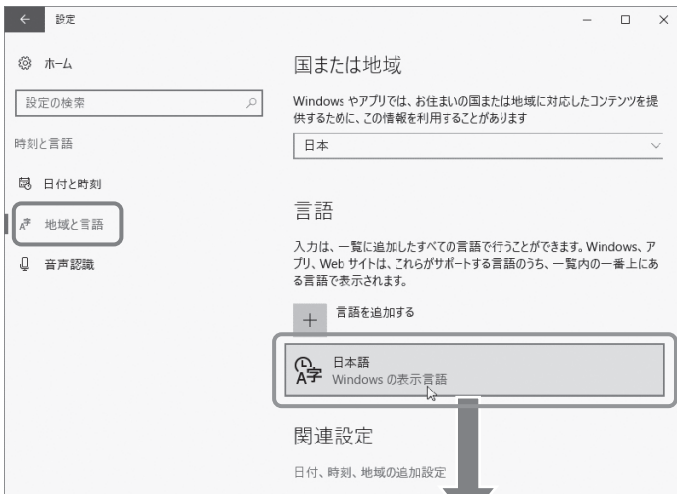 設定
ホーム
設定の検索
時刻と言語
日付と時刻
地域と言語
音声認識
国または地域
Windows やアプリでは、お住まいの国または地域に対応したコンテンツを提
供するために、この情報を利用することがあります
日本
言語
入力は、一覧に追加したすべての言語で行うことができます。Windows、ア
プリ、Web サイトは、これらがサポートする言語のうち、一覧内の一番上にあ
る言語で表示されます。
言語を追加する
A字
日本語
Windows の表示言語
関連設定
日付、時刻、地域の追加設定